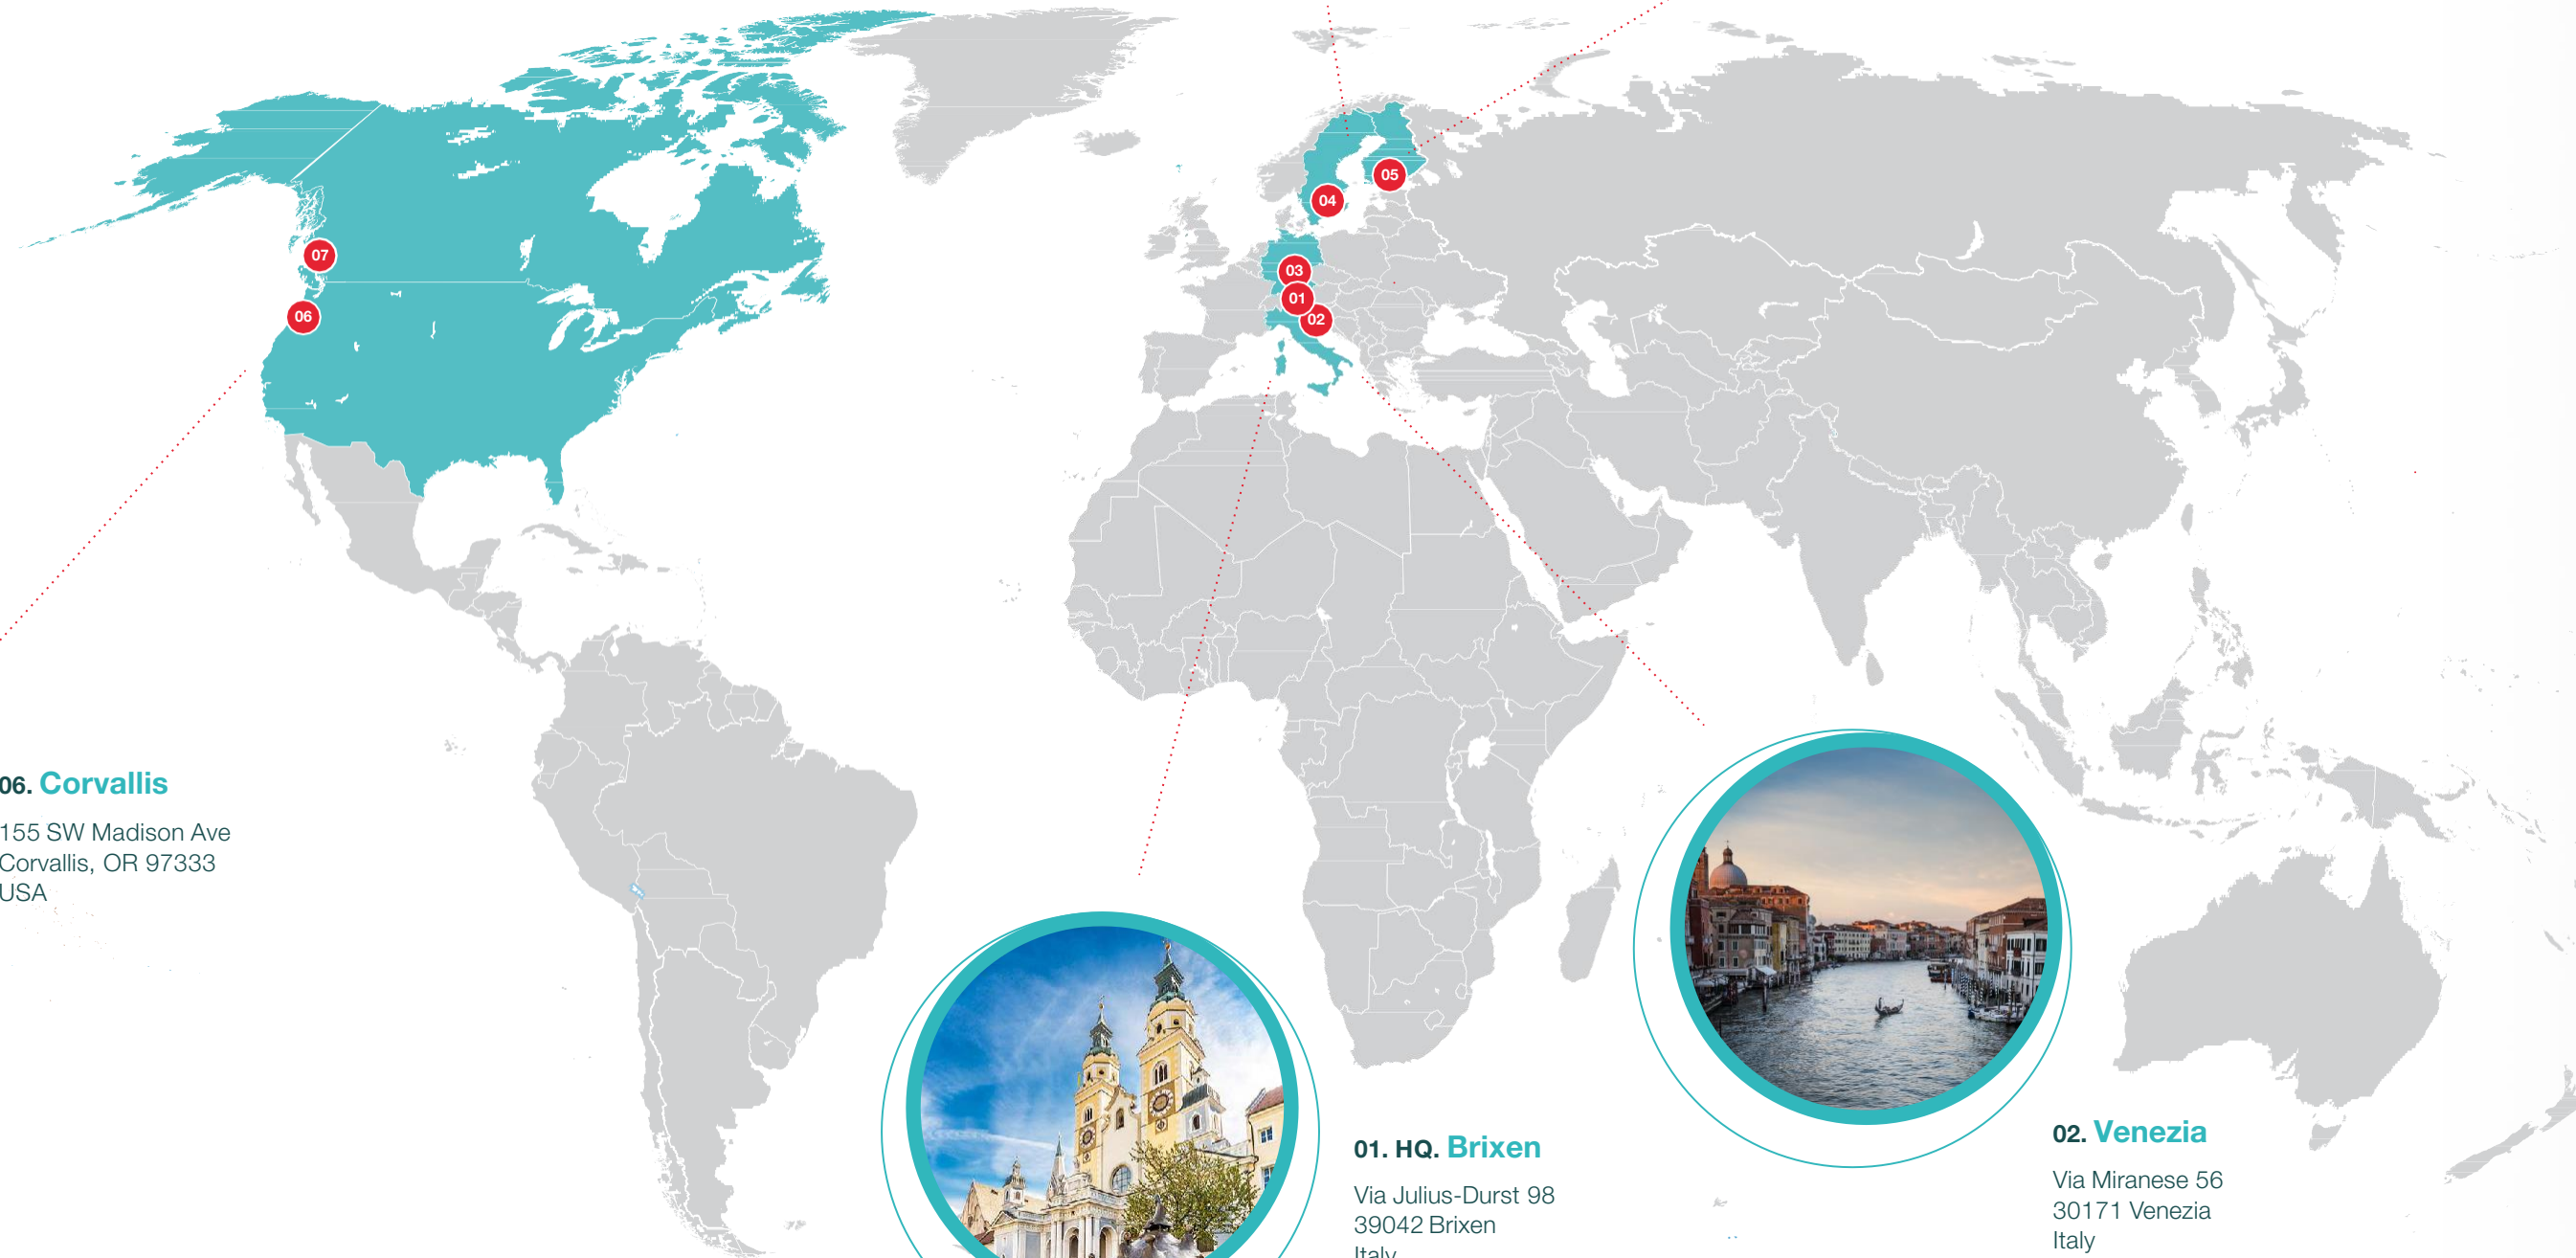 07
06
05
04
03
01
02
06. Corvallis
155 SW Madison Ave
Corvallis, OR 97333
USA
01. HQ. Brixen
Via Julius-Durst 98
39042 Brixen
Italy
02. Venezia
Via Miranese 56
30171 Venezia
Italy